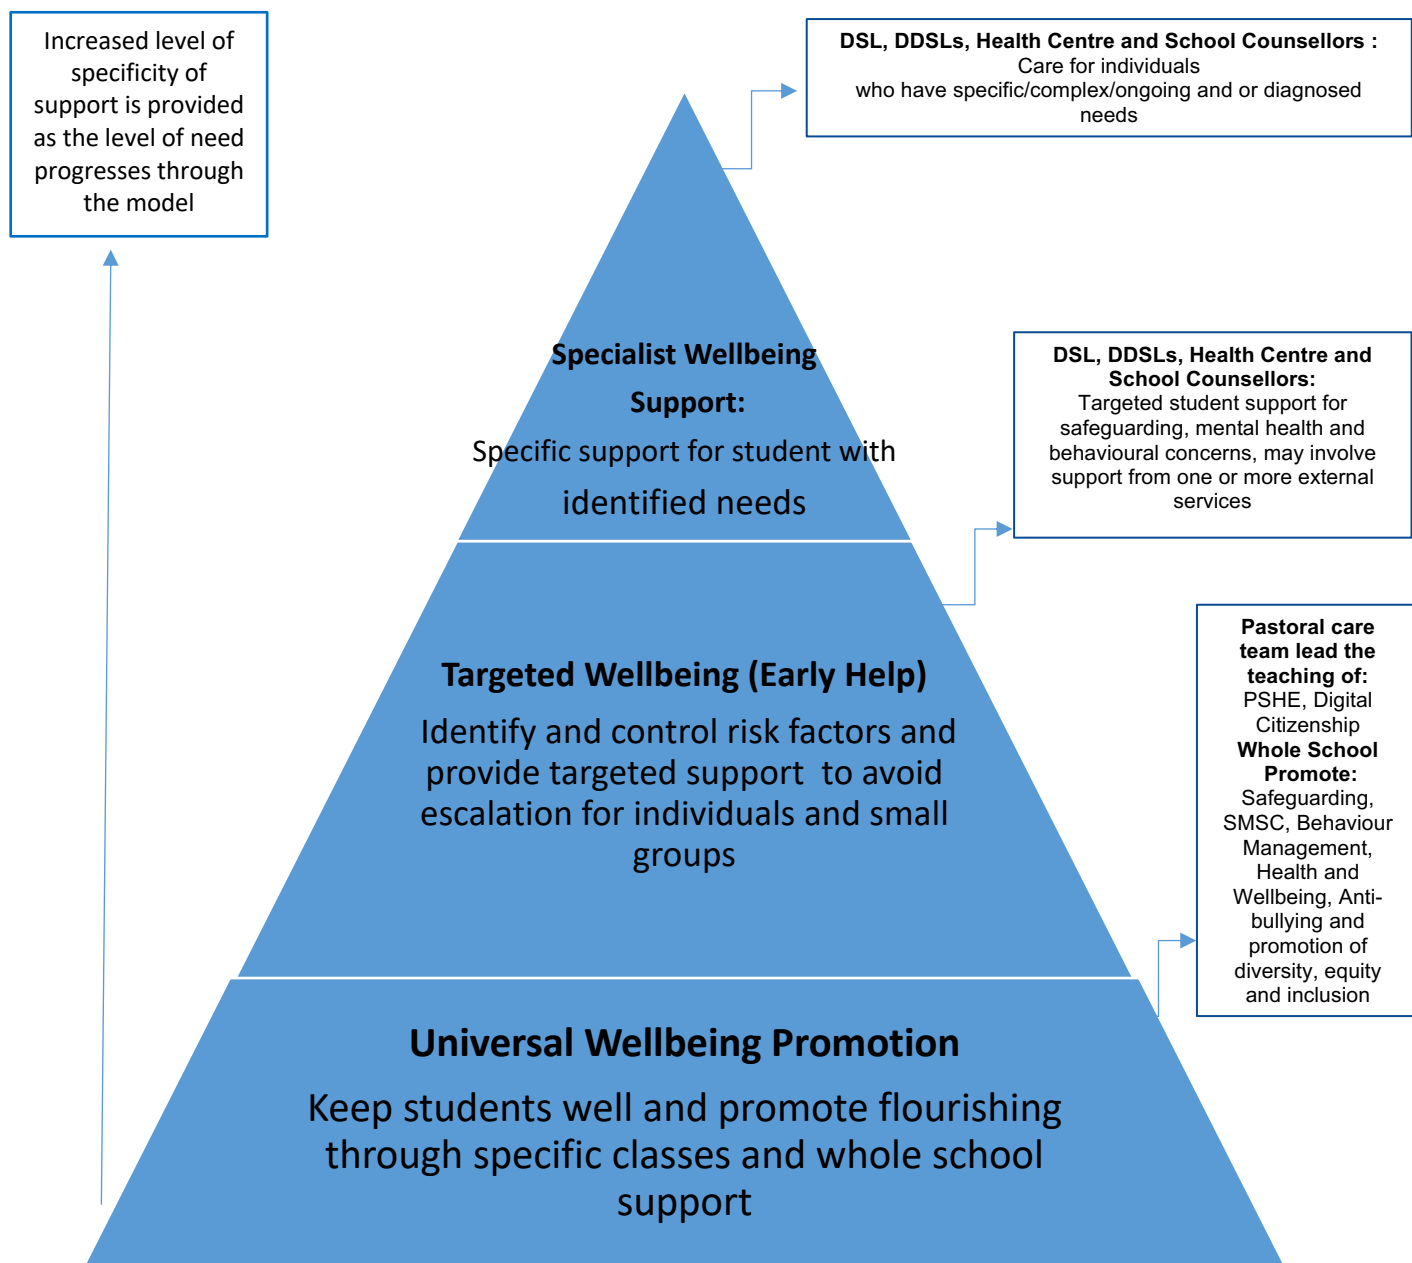 Increased level of
specificity of
support is provided
as the level of need
progresses through
the model
DSL, DDSLs, Health Centre and School Counsellors :
Care for individuals
who have specific/complex/ongoing and or diagnosed
needs
Specialist Wellbeing
Support:
Specific support for student with
identified needs
DSL, DDSLs, Health Centre and
School Counsellors:
Targeted student support for
safeguarding, mental health and
behavioural concerns, may involve
support from one or more external
services
Targeted Wellbeing (Early Help)
Identify and control risk factors and
provide targeted support  to avoid
escalation for individuals and small
groups
Pastoral care
team lead the
teaching of:
PSHE, Digital
Citizenship
Whole School
Promote:
Safeguarding,
SMSC, Behaviour
Management,
Health and
Wellbeing, Anti-
bullying and
promotion of
diversity, equity
and inclusion
Universal Wellbeing Promotion
Keep students well and promote flourishing
through specific classes and whole school
support